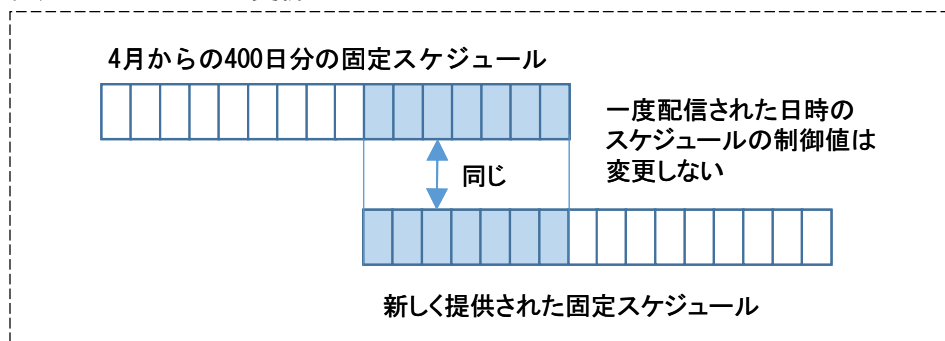 4月からの400日分の固定スケジュール
一度配信された日時の
スケジュールの制御値は
変更しない
同じ
新しく提供された固定スケジュール